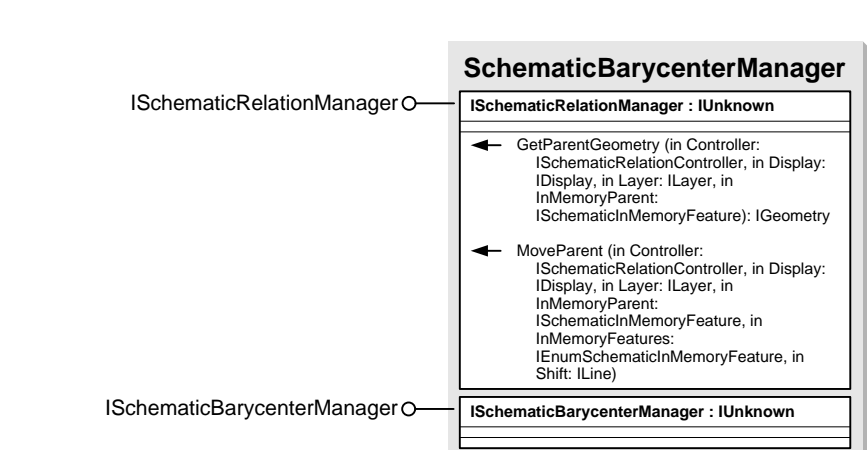 SchematicBarycenterManager
ISchematicRelationManager
ISchematicRelationManager : IUnknown
GetParentGeometry (in Controller:
ISchematicRelationController, in Display:
IDisplay, in Layer: ILayer, in
InMemoryParent:
ISchematicInMemoryFeature): IGeometry
MoveParent (in Controller:
ISchematicRelationController, in Display:
IDisplay, in Layer: ILayer, in
InMemoryParent:
ISchematicInMemoryFeature, in
InMemoryFeatures:
IEnumSchematicInMemoryFeature, in
Shift: ILine)
ISchematicBarycenterManager
ISchematicBarycenterManager : IUnknown